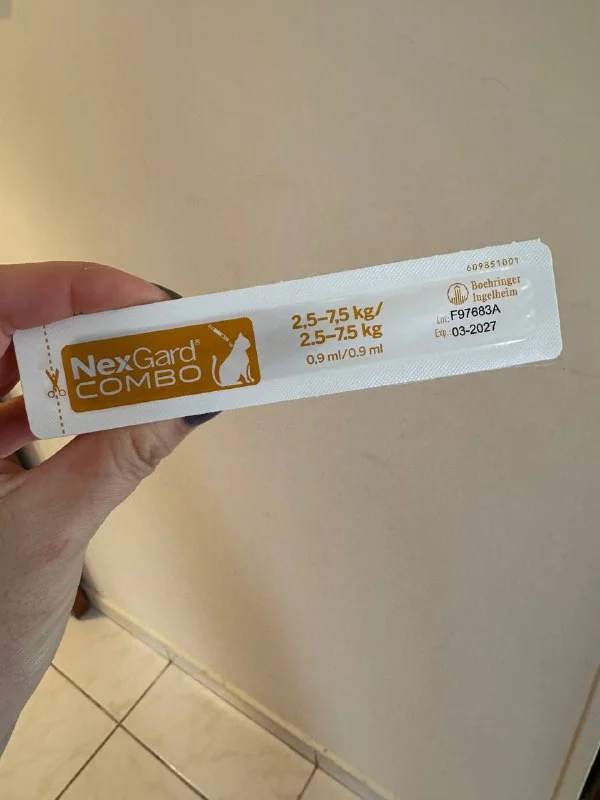 609851001
Boehringer
Ingelheim
NexGard®
COMBO
2,5–7,5 kg/
2.5–7.5 kg
0,9 ml/0.9 ml
Lot: F97683A
Exp. 03-2027